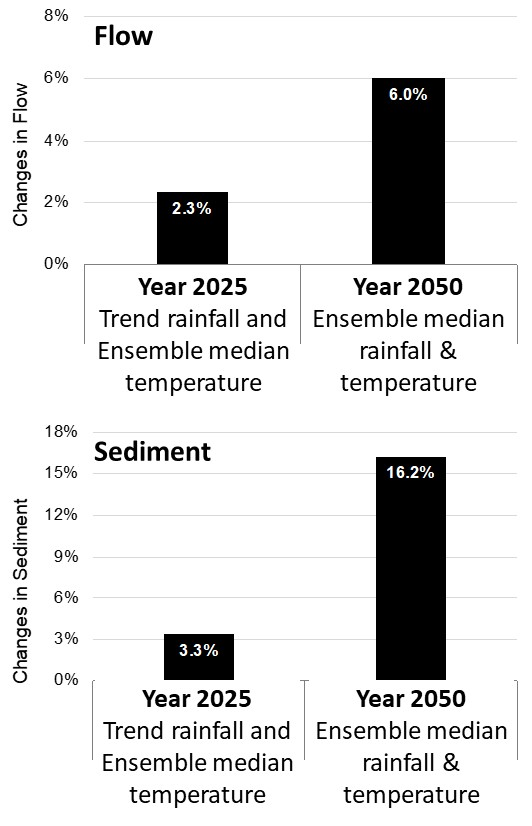 8%
Flow
6%
6.0%
4%
Changes in Flow
2%
2.3%
0%
Year 2025
Trend rainfall and
Ensemble median
temperature
Year 2050
Ensemble median
rainfall &
temperature
18%
Sediment
15%
16.2%
12%
9%
Changes in Sediment
6%
3%
3.3%
0%
Year 2025
Trend rainfall and
Ensemble median
temperature
Year 2050
Ensemble median
rainfall &
temperature